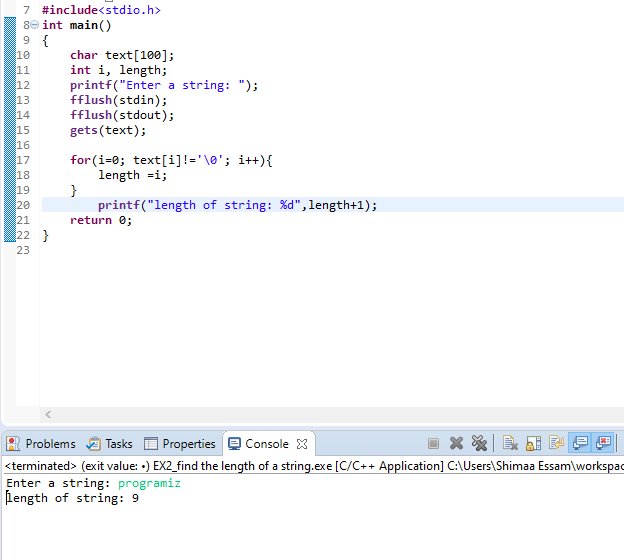 7 #include<stdio.h>
8 int main()
9 {
10     char text[100];
11     int i, length;
12     printf("Enter a string: ");
13     fflush(stdin);
14     fflush(stdout);
15     gets(text);
16
17     for(i=0; text[i]!='\0'; i++){
18         length =i;
19     }
20         printf("length of string: %d",length+1);
21     return 0;
22 }
23
Problems Tasks Properties Console
<terminated> (exit value: •) EX2_find the length of a string.exe [C/C++ Application] C:\Users\Shimaa Essam\workspac
Enter a string: programiz
length of string: 9